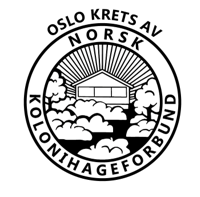 OSLO KRETS AV
NORSK
KOLONIHAGEFORBUND